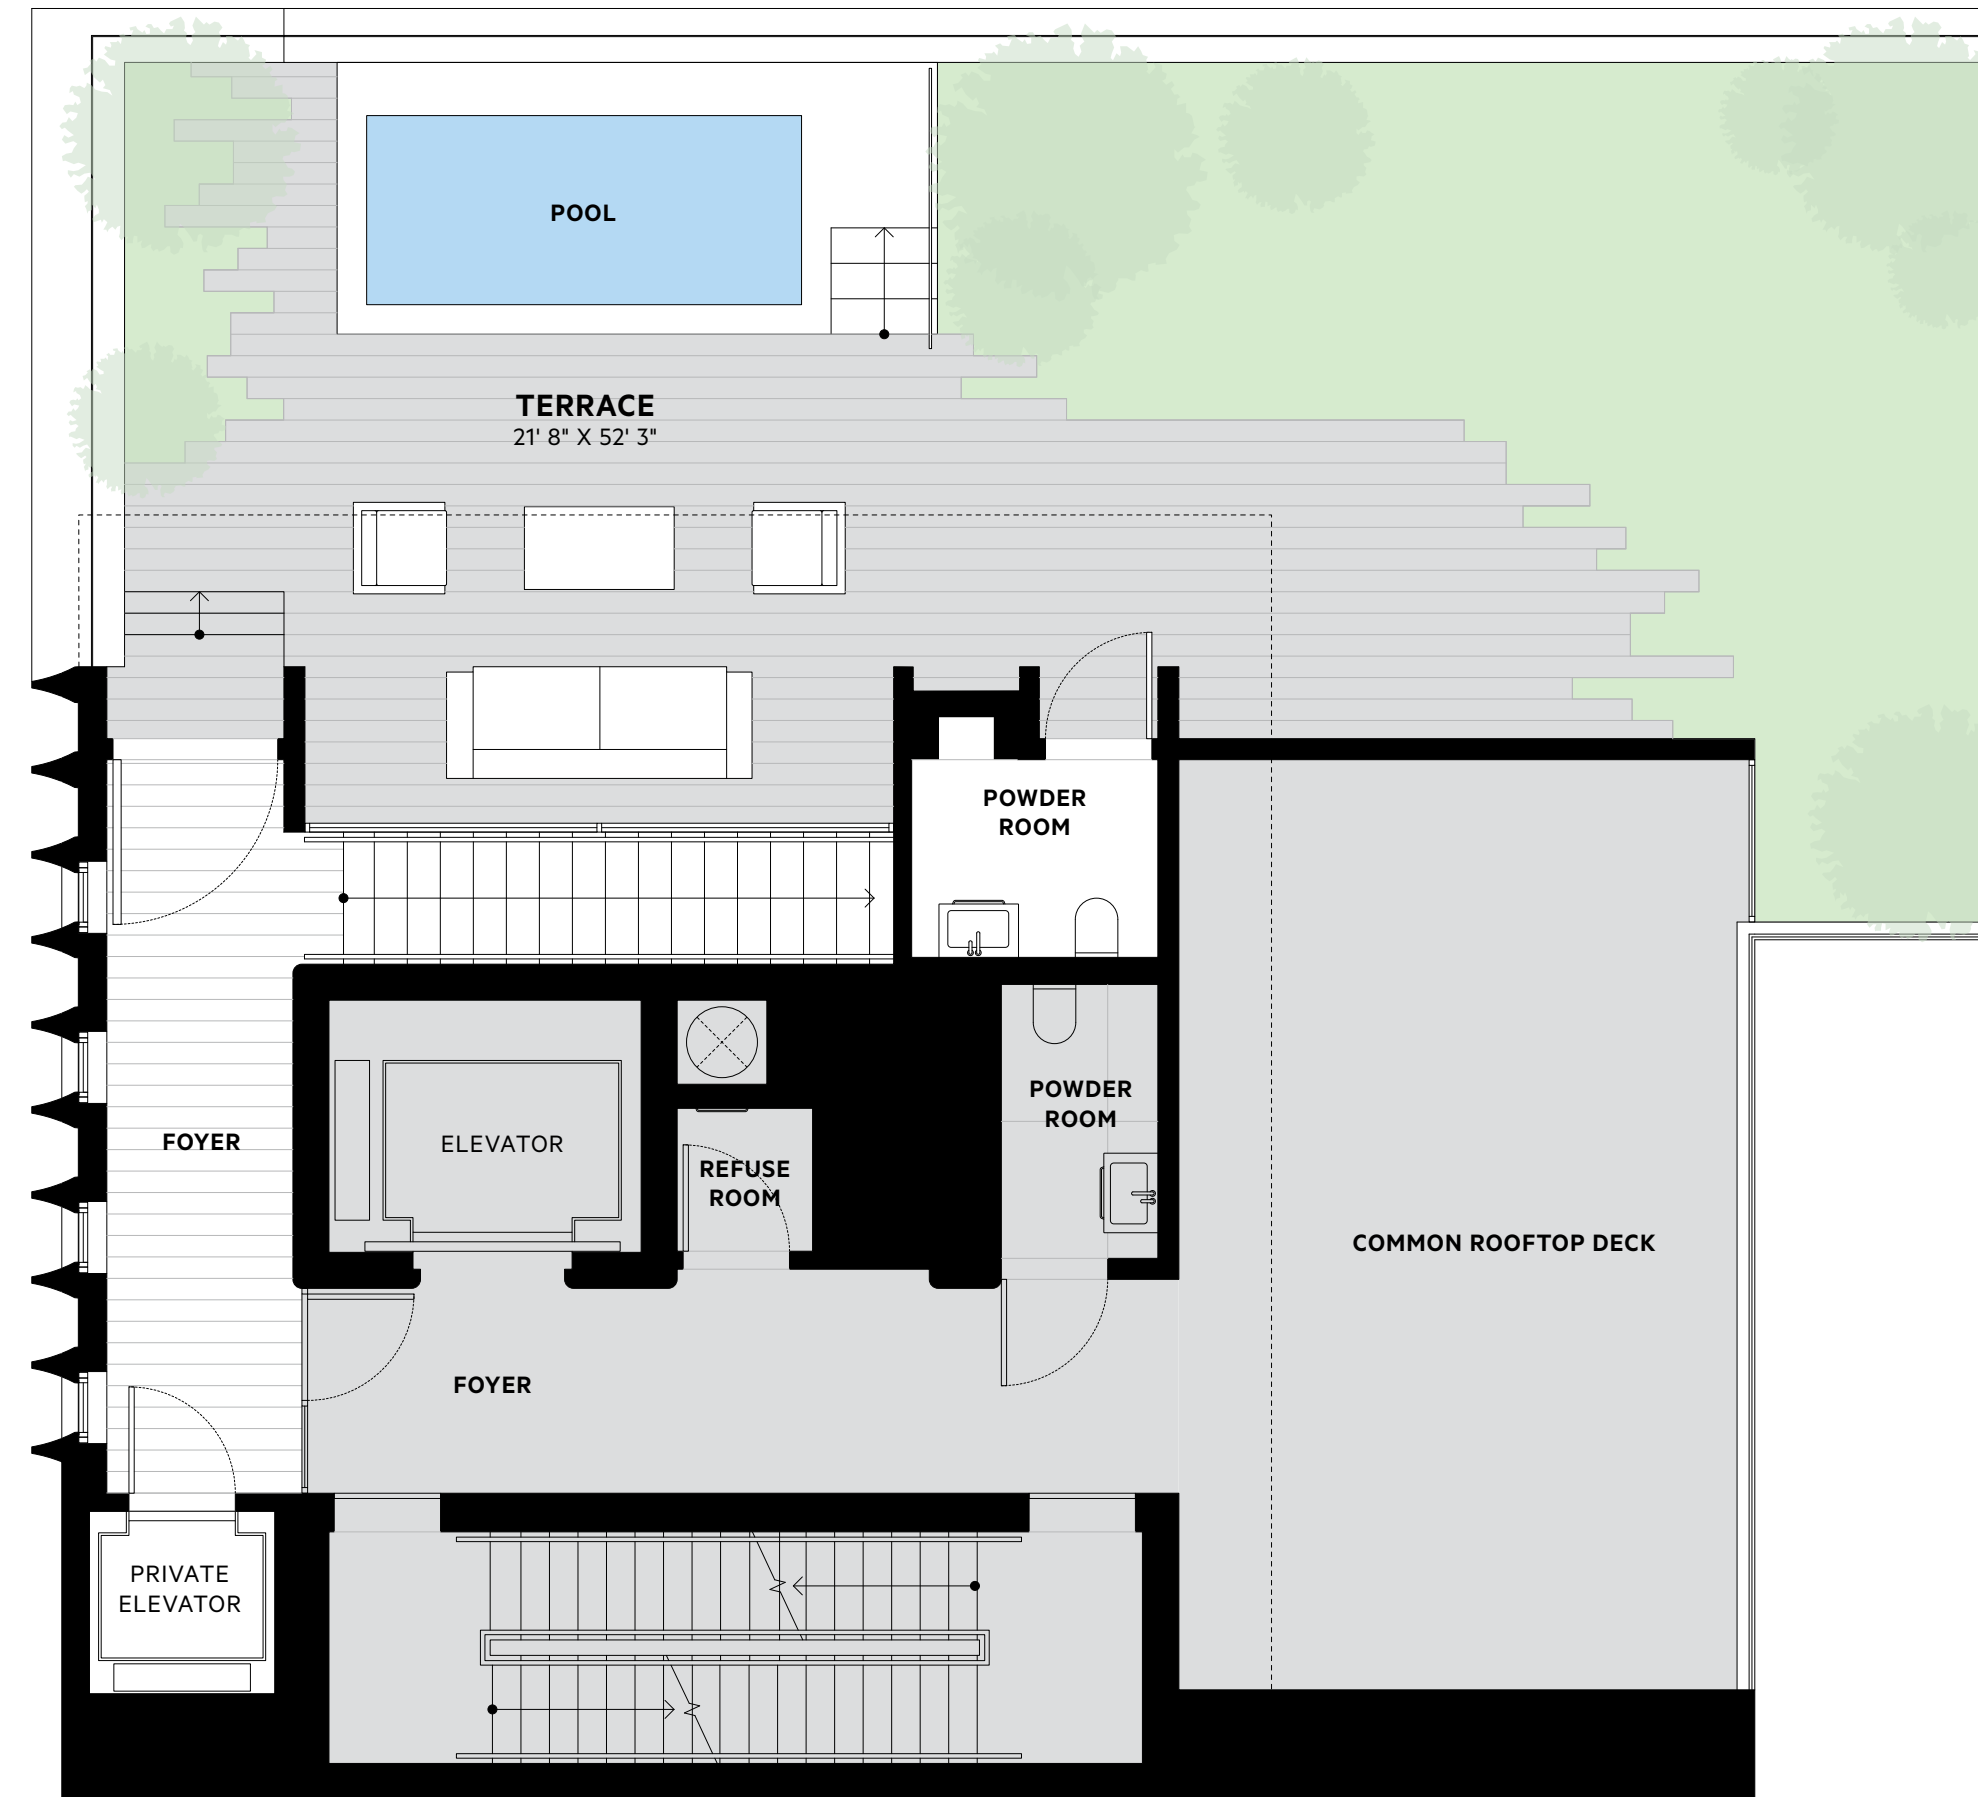 POOL
TERRACE
21' 8" X 52' 3"
POWDER
ROOM
POWDER
ROOM
FOYER
ELEVATOR
REFUSE
ROOM
COMMON ROOFTOP DECK
FOYER
PRIVATE
ELEVATOR